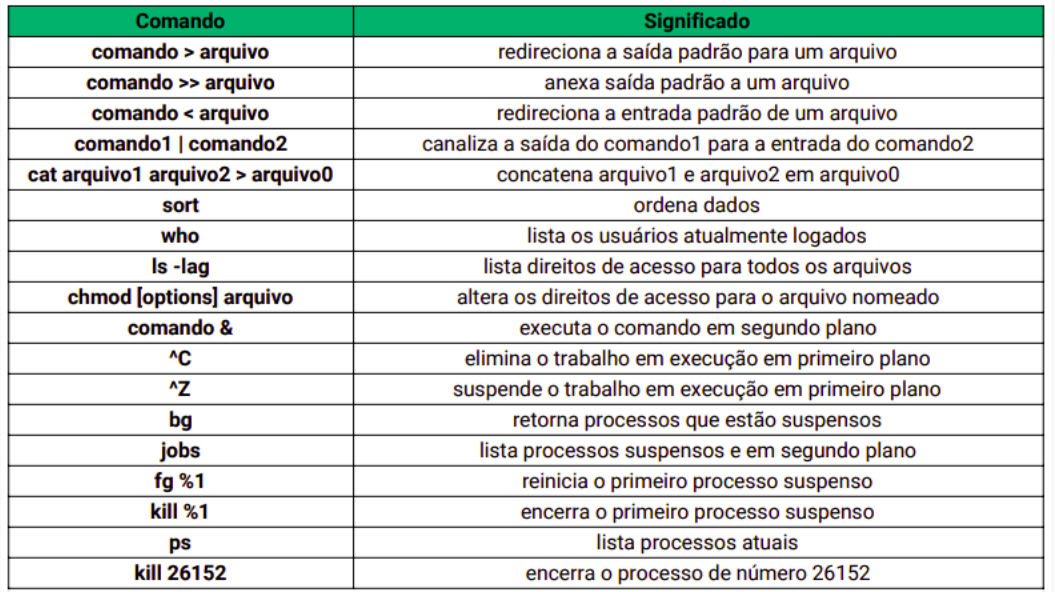 Comando Significado
comando > arquivo redireciona a saída padrão para um arquivo
comando >> arquivo anexa saída padrão a um arquivo
comando < arquivo redireciona a entrada padrão de um arquivo
comando1 | comando2 canaliza a saída do comando1 para a entrada do comando2
cat arquivo1 arquivo2 > arquivo0 concatena arquivo1 e arquivo2 em arquivo0
sort ordena dados
who lista os usuários atualmente logados
ls -lag lista direitos de acesso para todos os arquivos
chmod [options] arquivo altera os direitos de acesso para o arquivo nomeado
comando & executa o comando em segundo plano
^C elimina o trabalho em execução em primeiro plano
^Z suspende o trabalho em execução em primeiro plano
bg retorna processos que estão suspensos
jobs lista processos suspensos e em segundo plano
fg %1 reinicia o primeiro processo suspenso
kill %1 encerra o primeiro processo suspenso
ps lista processos atuais
kill 26152 encerra o processo de número 26152